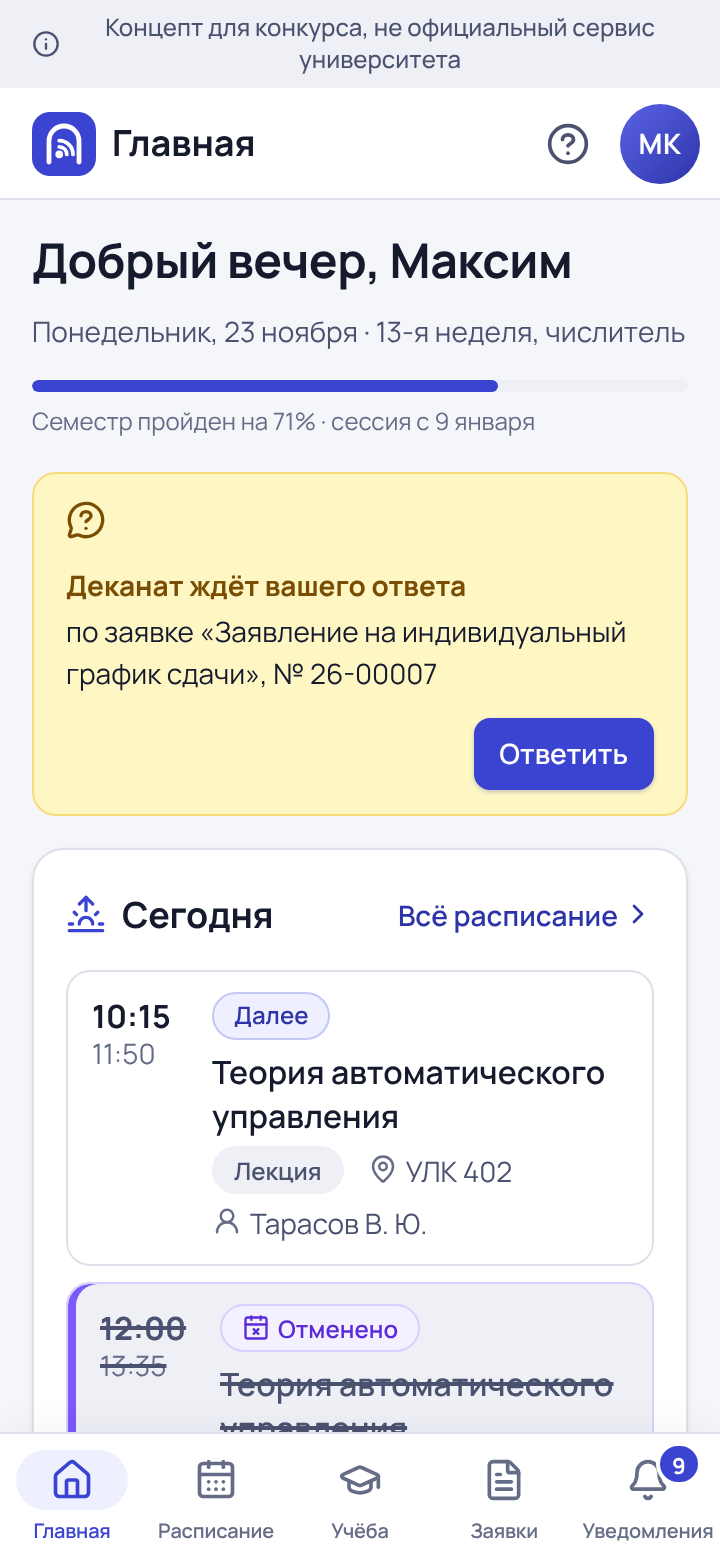 Концепт для конкурса, не официальный сервис
университета
Главная
МК
Добрый вечер, Максим
Понедельник, 23 ноября · 13-я неделя, числитель
Семестр пройден на 71% · сессия с 9 января
Деканат ждёт вашего ответа
по заявке «Заявление на индивидуальный
график сдачи», № 26-00007
Ответить
Сегодня
Всё расписание
10:15
Далее
11:50
Теория автоматического
управления
Лекция
УЛК 402
Тарасов В. Ю.
12:00
Отменено
13:35
Теория автоматического
управления
9
Главная
Расписание
Учёба
Заявки
Уведомления